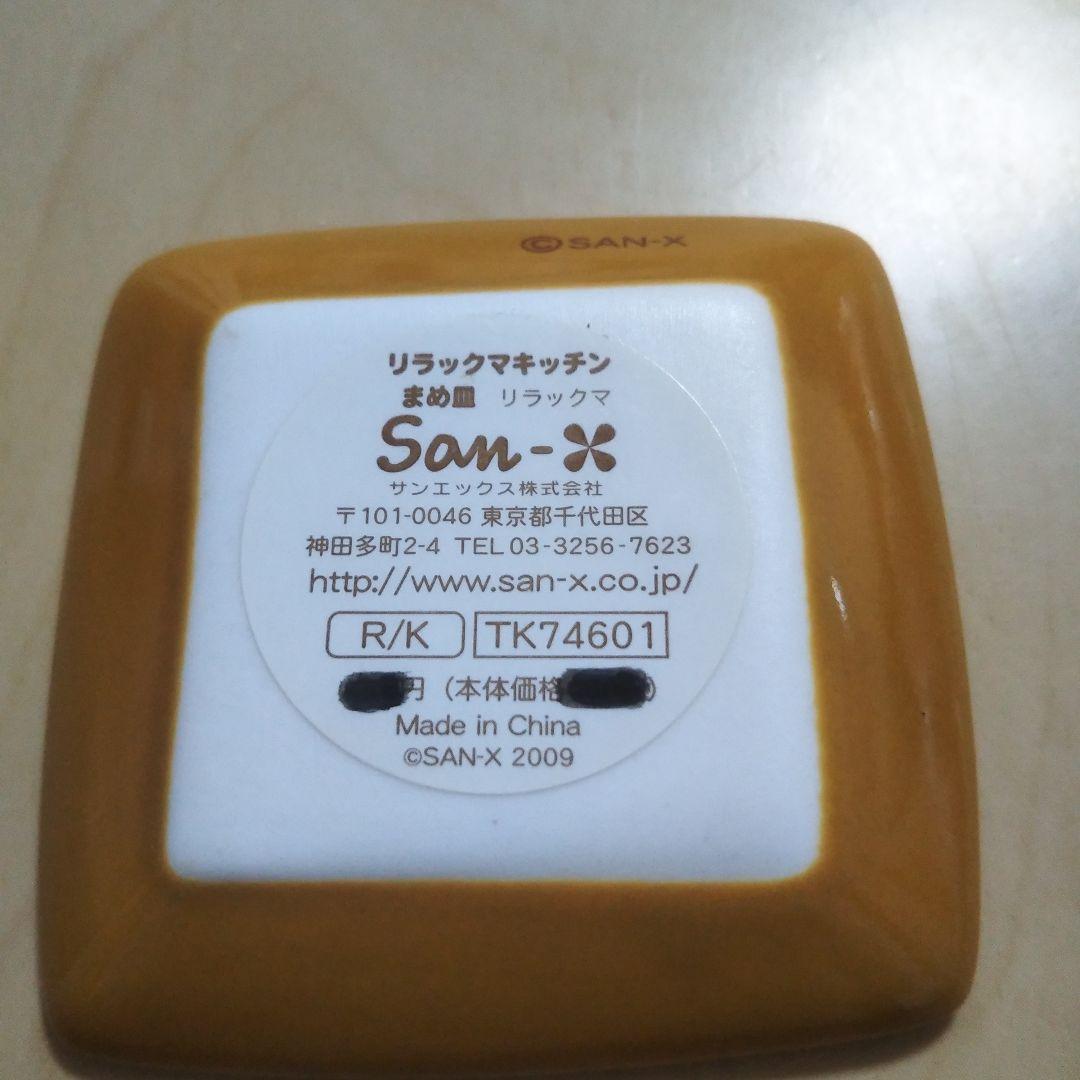 ©SAN-X
リラックマキッチン
まめ皿 リラックマ
San-X
サンエックス株式会社
〒101-0046 東京都千代田区
神田多町2-4 TEL 03-3256-7623
http://www.san-x.co.jp/
R/K TK74601
円（本体価格
Made in China
©SAN-X 2009